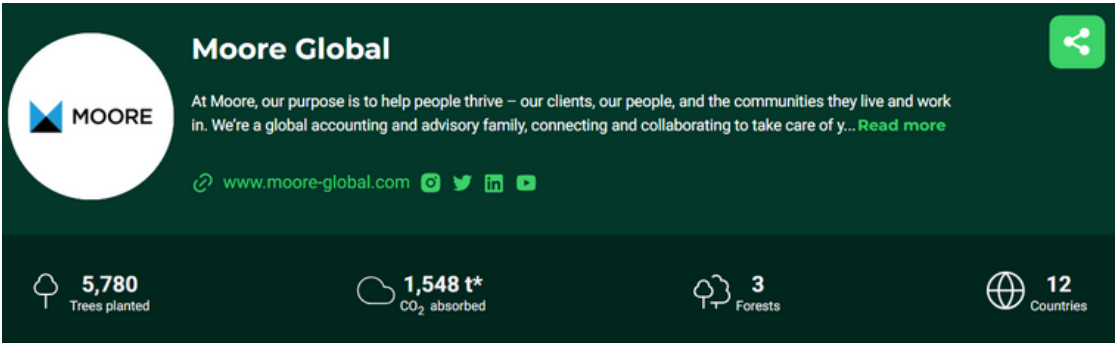 Moore Global
MOORE
At Moore, our purpose is to help people thrive – our clients, our people, and the communities they live and work
in. We're a global accounting and advisory family, connecting and collaborating to take care of y... Read more
www.moore-global.com
5,780
Trees planted
1,548 t*
CO₂ absorbed
3
Forests
12
Countries